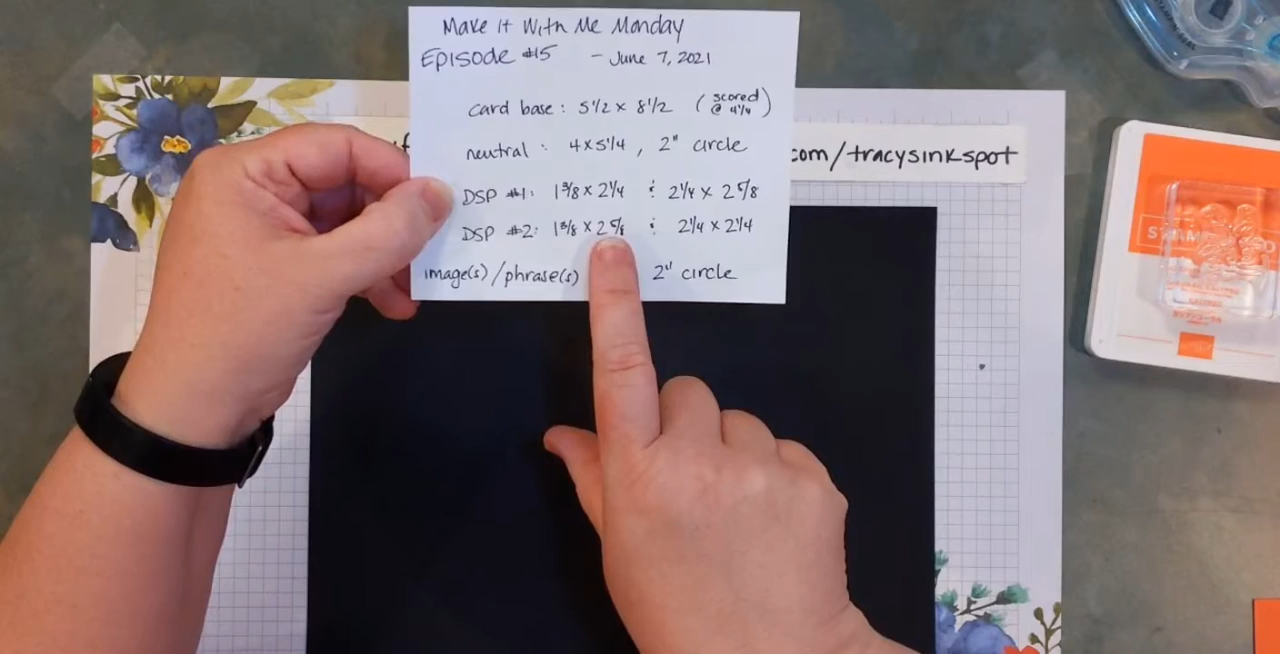 Make It With Me Monday
Episode #15 - June 7, 2021
card base: 5 1/2 x 8 1/2 (scored @ 4 1/4)
neutral: 4 x 5 1/4, 2" circle
DSP #1: 1 3/8 x 2 1/4 ; 2 1/4 x 2 5/8
DSP #2: 1 3/8 x 2 5/8 ; 2 1/4 x 2 1/4
image(s)/phrase(s) 2" circle
com/tracysinkspot